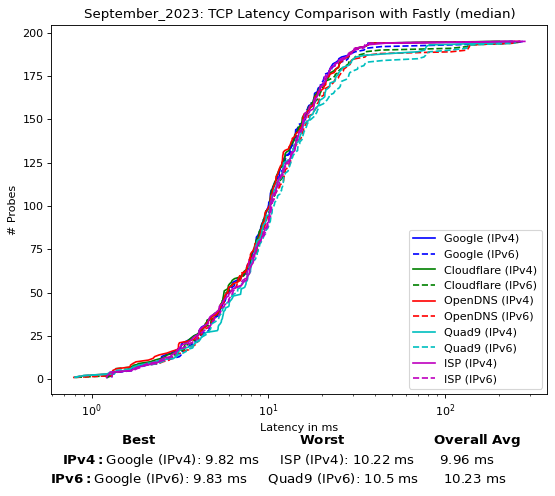 September_2023: TCP Latency Comparison with Fastly (median)
200
175
150
125
100
75
50
25
0
# Probes
Google (IPv4)
Google (IPv6)
Cloudflare (IPv4)
Cloudflare (IPv6)
OpenDNS (IPv4)
OpenDNS (IPv6)
Quad9 (IPv4)
Quad9 (IPv6)
ISP (IPv4)
ISP (IPv6)
10⁰ 10¹ 10²
Latency in ms
Best Worst Overall Avg
IPv4: Google (IPv4): 9.82 ms ISP (IPv4): 10.22 ms 9.96 ms
IPv6: Google (IPv6): 9.83 ms Quad9 (IPv6): 10.5 ms 10.23 ms